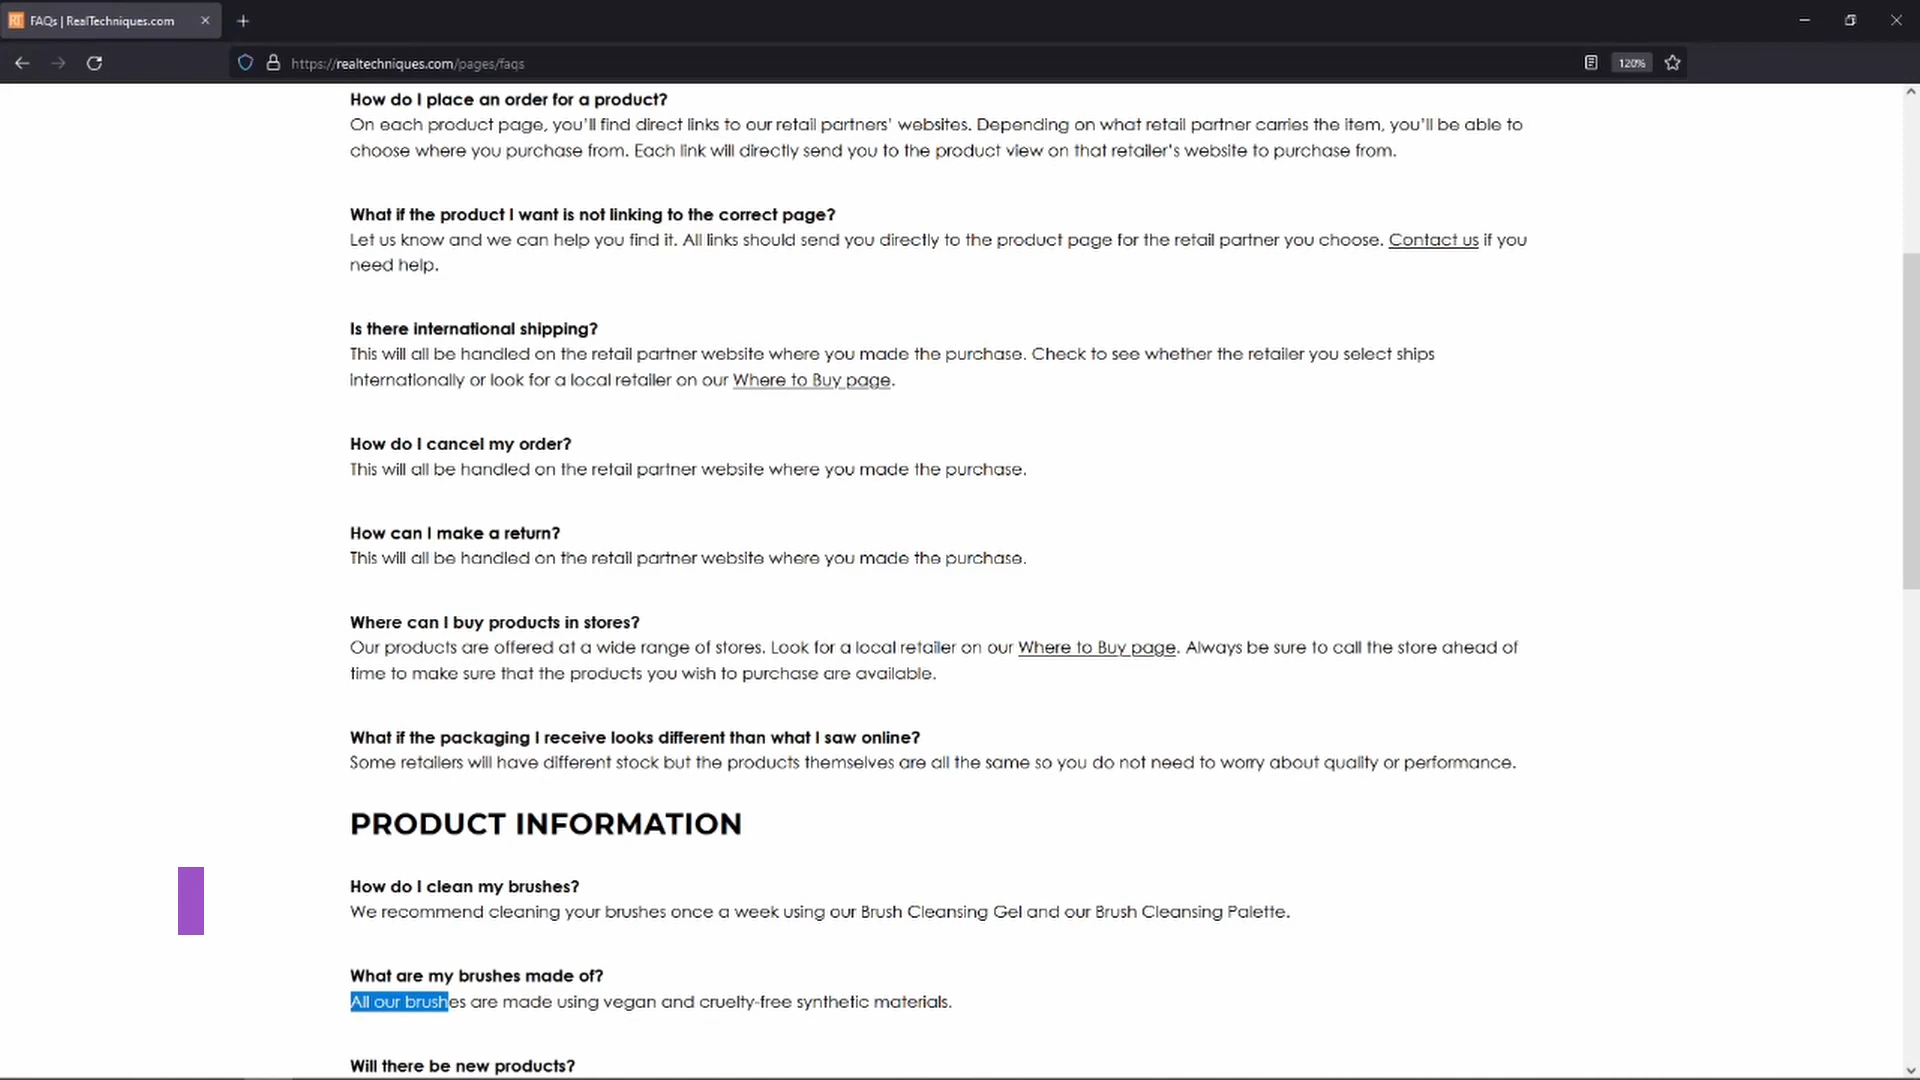 FAQs | RealTechniques.com
https://realtechniques.com/pages/faqs
120%
How do I place an order for a product?
On each product page, you'll find direct links to our retail partners' websites. Depending on what retail partner carries the item, you'll be able to
choose where you purchase from. Each link will directly send you to the product view on that retailer's website to purchase from.
What if the product I want is not linking to the correct page?
Let us know and we can help you find it. All links should send you directly to the product page for the retail partner you choose. Contact us if you
need help.
Is there international shipping?
This will all be handled on the retail partner website where you made the purchase. Check to see whether the retailer you select ships
internationally or look for a local retailer on our Where to Buy page.
How do I cancel my order?
This will all be handled on the retail partner website where you made the purchase.
How can I make a return?
This will all be handled on the retail partner website where you made the purchase.
Where can I buy products in stores?
Our products are offered at a wide range of stores. Look for a local retailer on our Where to Buy page. Always be sure to call the store ahead of
time to make sure that the products you wish to purchase are available.
What if the packaging I receive looks different than what I saw online?
Some retailers will have different stock but the products themselves are all the same so you do not need to worry about quality or performance.
PRODUCT INFORMATION
How do I clean my brushes?
We recommend cleaning your brushes once a week using our Brush Cleansing Gel and our Brush Cleansing Palette.
What are my brushes made of?
All our brushes are made using vegan and cruelty-free synthetic materials.
Will there be new products?